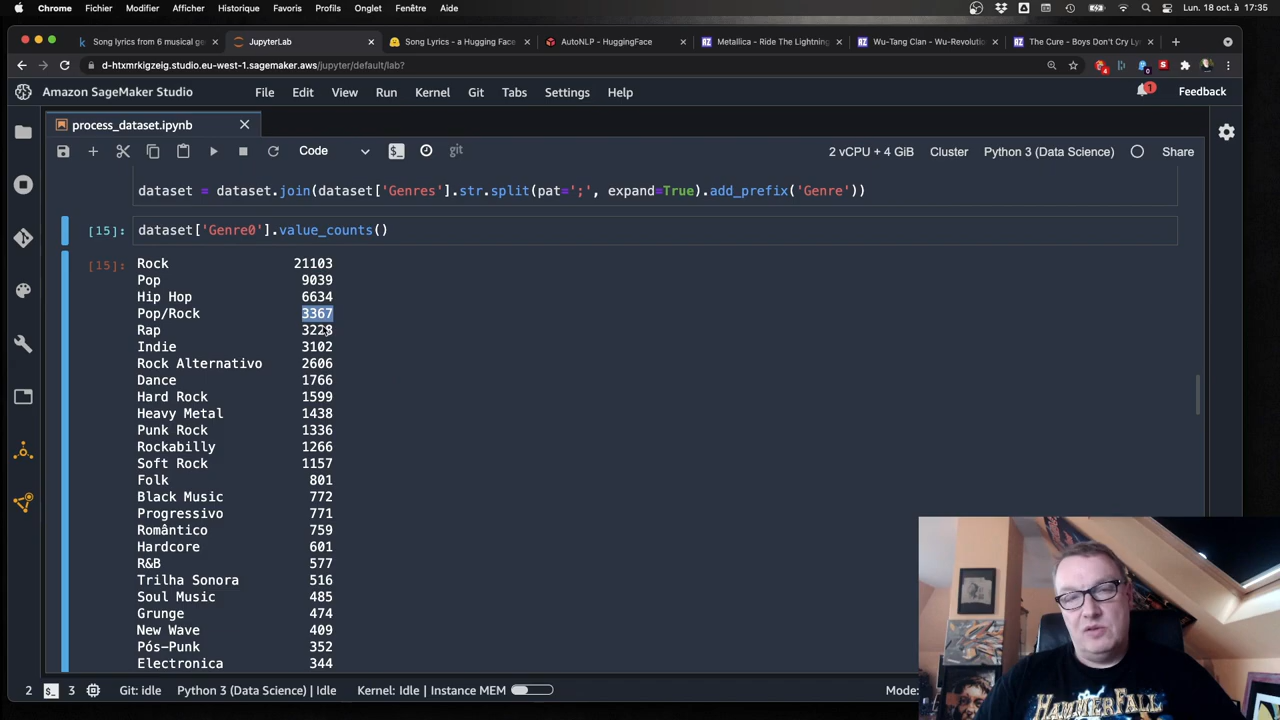 Chrome Fichier Afficher Historique Favoris Profils Onglet Fenêtre Aide Lun. 18 oct. à 17:35
Song lyrics from 6 musical ge JupyterLab Song Lyrics - a Hugging Face AutoNLP - HuggingFace Metallica - Ride The Lightning Wu-Tang Clan - Wu-Revolutio The Cure - Boys Don't Cry Ly
d-htxmrkigzeig.studio.eu-west-1.sagemaker.aws/jupyter/default/lab?
Amazon SageMaker Studio File Edit View Run Kernel Git Tabs Settings Help 1 Feedback
process_dataset.ipynb
Code git 2 vCPU + 4 GiB Cluster Python 3 (Data Science) Share
dataset = dataset.join(dataset['Genres'].str.split(pat=';', expand=True).add_prefix('Genre'))
[15]: dataset['Genre0'].value_counts()
[15]: Rock 21103
Pop 9039
Hip Hop 6634
Pop/Rock 3367
Rap 3228
Indie 3102
Rock Alternativo 2606
Dance 1766
Hard Rock 1599
Heavy Metal 1438
Punk Rock 1336
Rockabilly 1266
Soft Rock 1157
Folk 801
Black Music 772
Progressivo 771
Romântico 759
Hardcore 601
R&B 577
Trilha Sonora 516
Soul Music 485
Grunge 474
New Wave 409
Pós-Punk 352
Electronica 344
HAMMERFALL
2 3 Git: idle Python 3 (Data Science) | Idle Kernel: Idle | Instance MEM Mode: